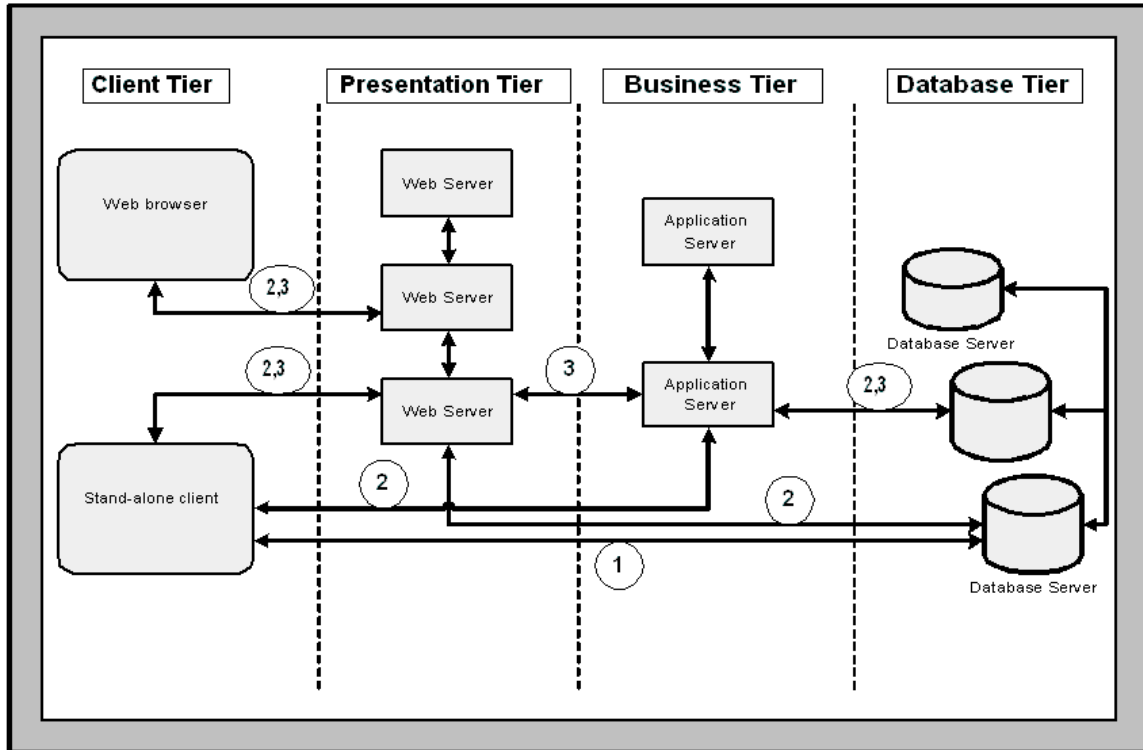 Client Tier
Presentation Tier
Business Tier
Database Tier
Web browser
Web Server
Application
Server
2,3
Web Server
Database Server
2,3
Web Server
3
Application
Server
2,3
Stand-alone client
2
2
1
Database Server